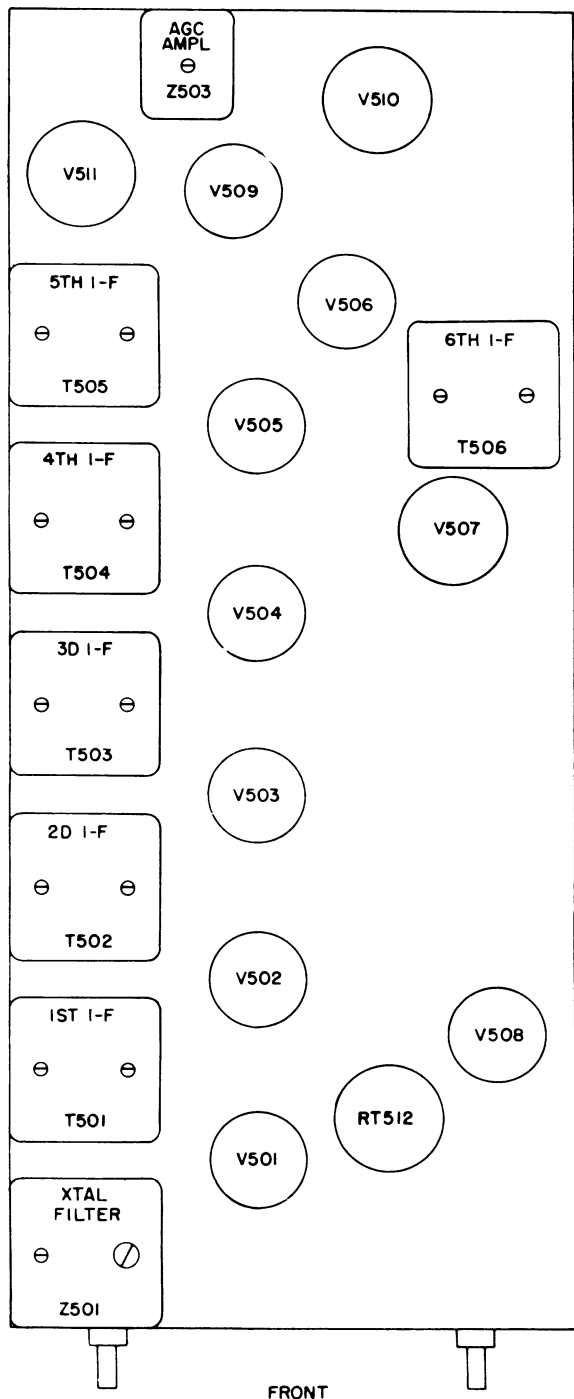 AGC
AMPL
Z503
V510
V511
V509
5TH I-F
T505
V506
6TH I-F
T506
V505
4TH I-F
T504
V507
V504
3D I-F
T503
V503
2D I-F
T502
V502
1ST I-F
T501
V508
RT512
V501
XTAL
FILTER
Z501
FRONT